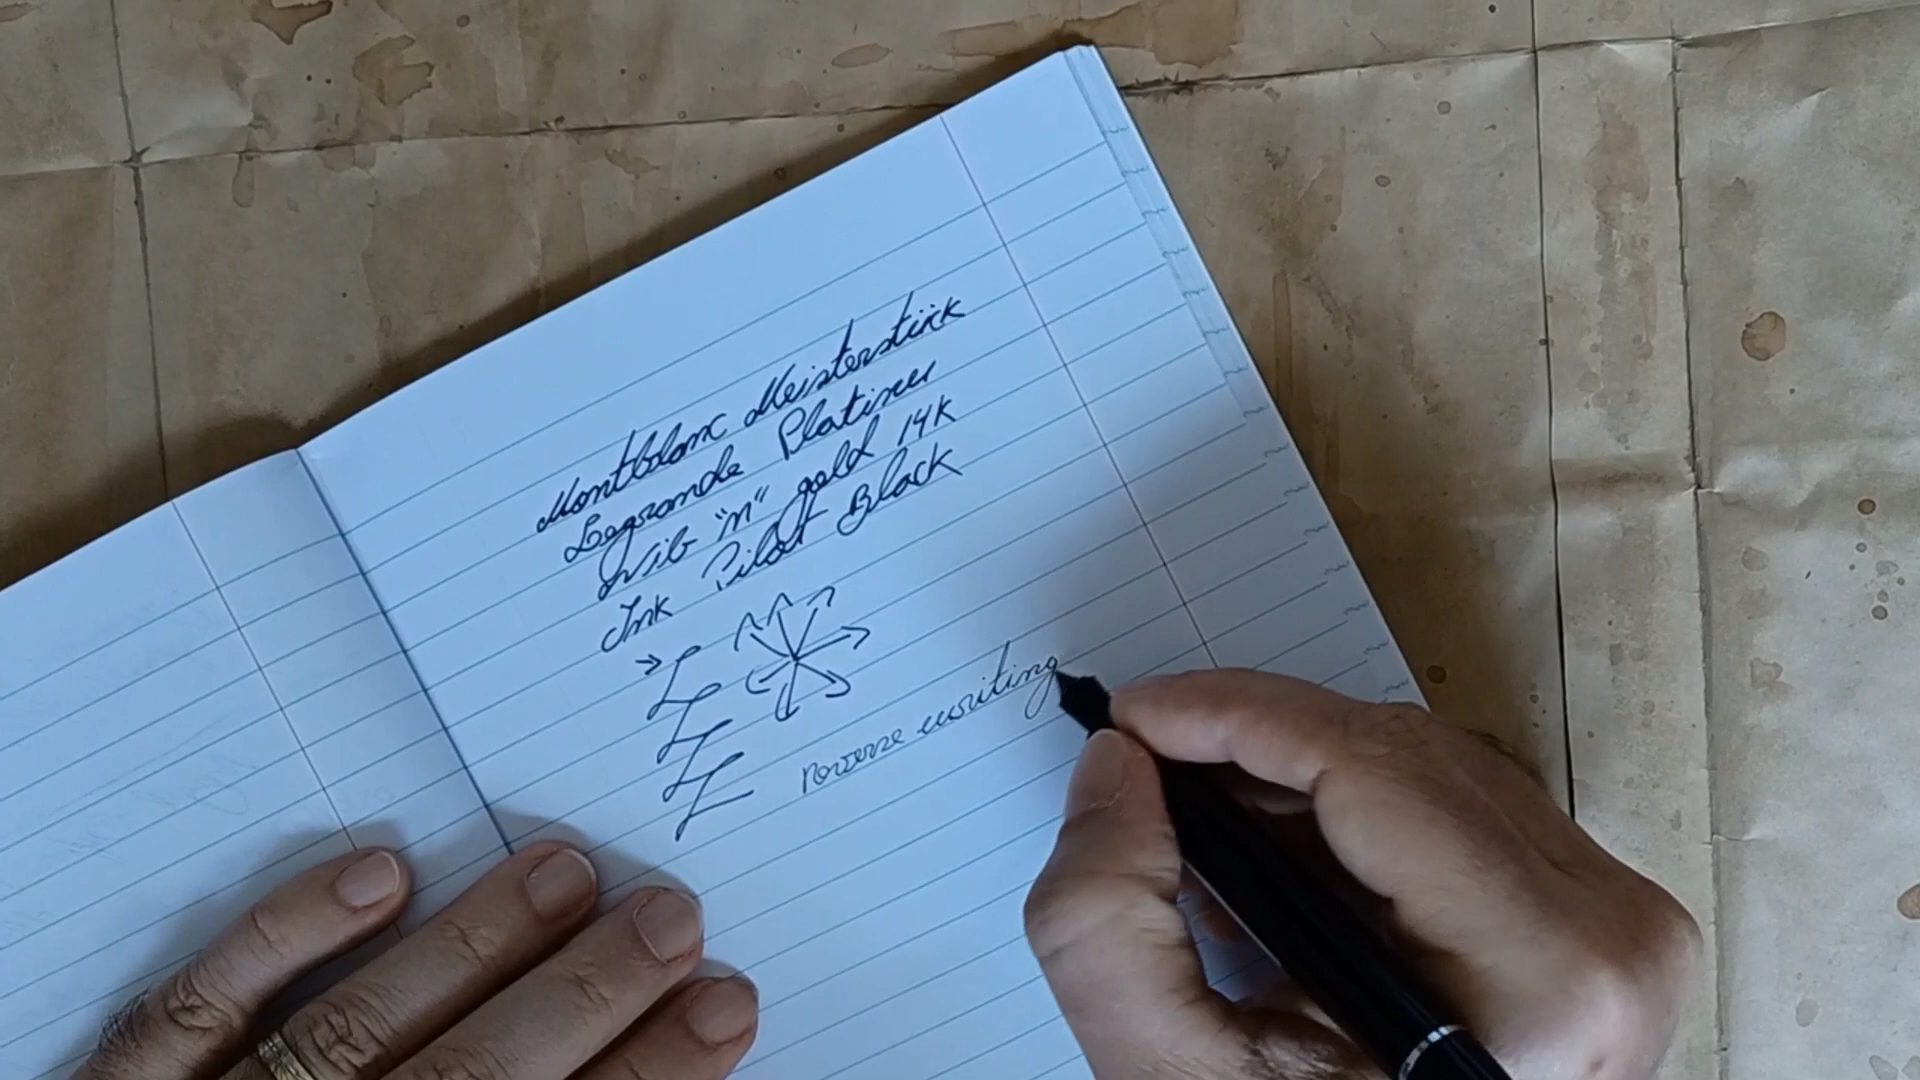 Montblanc Meisterstück
Legrande Platinum
Nib "M" gold 14K
Ink Pilot Black
reverse writing